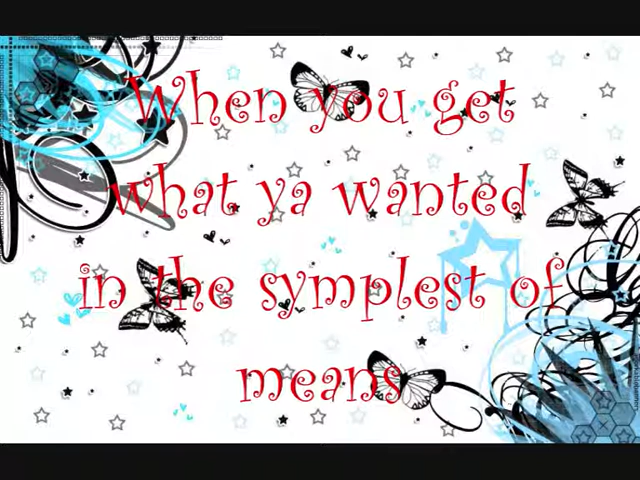 When you get
what ya wanted
in the symplest of
means